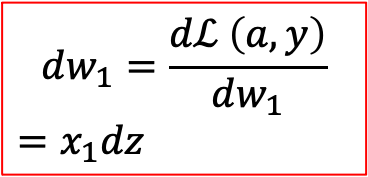 dw₁ = dℒ (a, y) / dw₁
= x₁dz